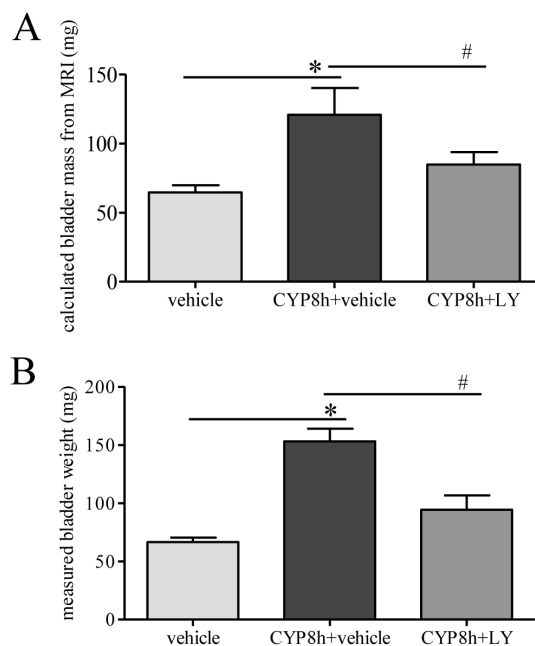 A
calculated bladder mass from MRI (mg)
150
100
50
0
*
#
vehicle
CYP8h+vehicle
CYP8h+LY
B
measured bladder weight (mg)
200
150
100
50
0
*
#
vehicle
CYP8h+vehicle
CYP8h+LY